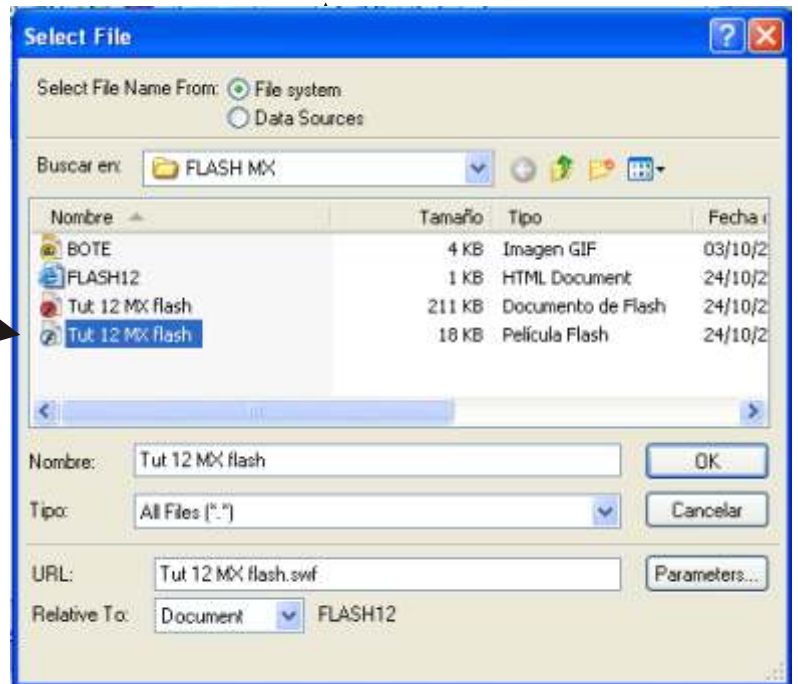 Select File
Select File Name From: File system
Data Sources
Buscar en: FLASH MX
Nombre Tamaño Tipo Fecha
BOTE 4 KB Imagen GIF 03/10/2
FLASH12 1 KB HTML Document 24/10/2
Tut 12 MX flash 211 KB Documento de Flash 24/10/2
Tut 12 MX flash 18 KB Película Flash 24/10/2
Nombre: Tut 12 MX flash OK
Tipo: All Files (*.*) Cancelar
URL: Tut 12 MX flash.swf Parameters...
Relative To: Document FLASH12